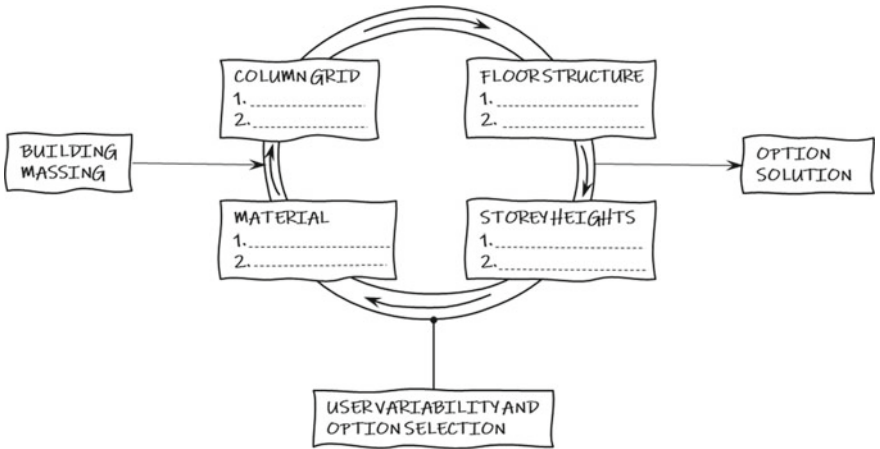 COLUMN GRID
1.
2.
FLOOR STRUCTURE
1.
2.
BUILDING
MASSING
OPTION
SOLUTION
MATERIAL
1.
2.
STOREY HEIGHTS
1.
2.
USER VARIABILITY AND
OPTION SELECTION